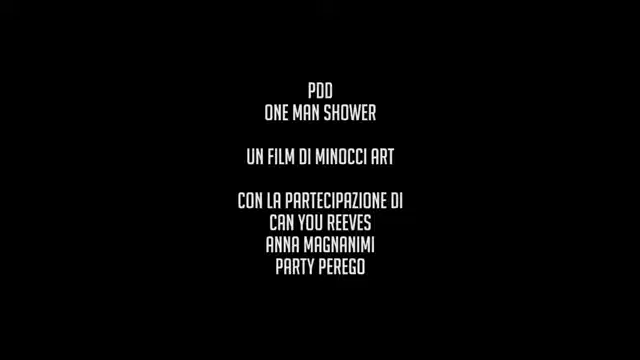 PDD
ONE MAN SHOWER
UN FILM DI MINOCCI ART
CON LA PARTECIPAZIONE DI
CAN YOU REEVES
ANNA MAGNANIMI
PARTY PEREGO